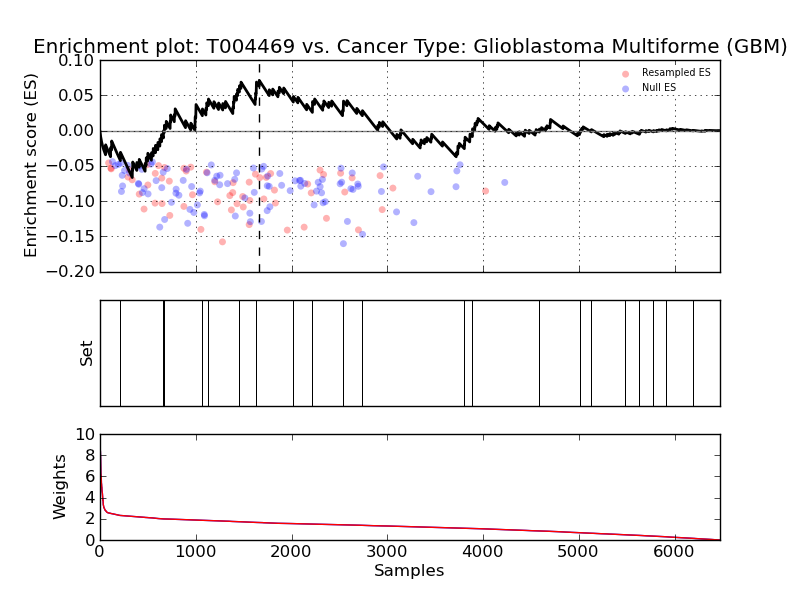 Enrichment plot: T004469 vs. Cancer Type: Glioblastoma Multiforme (GBM)
Enrichment score (ES)
0.10
0.05
0.00
−0.05
−0.10
−0.15
−0.20
Resampled ES
Null ES
Set
Weights
10
8
6
4
2
0
0 1000 2000 3000 4000 5000 6000
Samples